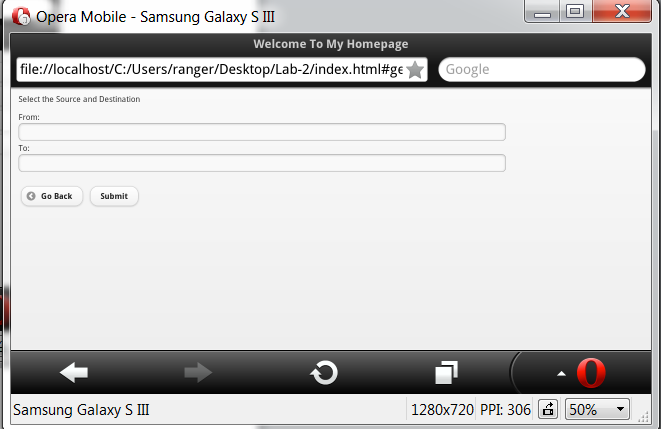 Opera Mobile - Samsung Galaxy S III
Welcome To My Homepage
file://localhost/C:/Users/ranger/Desktop/Lab-2/index.html#ge
Google
Select the Source and Destination
From:
To:
Go Back
Submit
Samsung Galaxy S III
1280x720
PPI: 306
50%